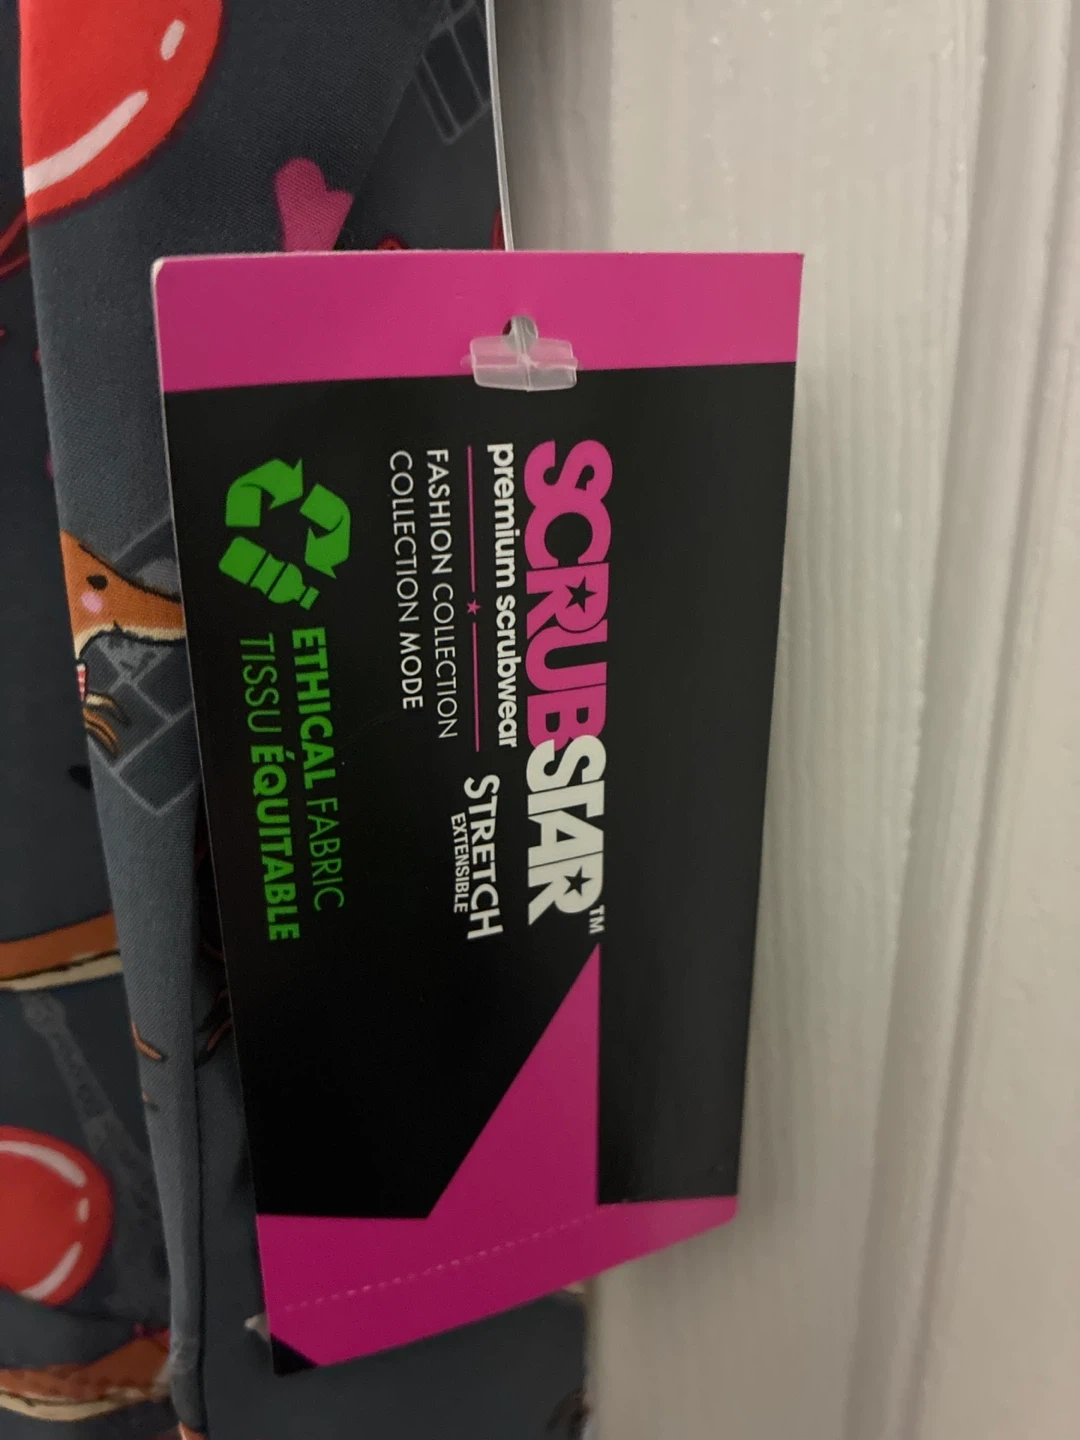 SCRUBSTAR™
premium scrubwear
STRETCH
EXTENSIBLE
FASHION COLLECTION
COLLECTION MODE
ETHICAL FABRIC
TISSU ÉQUITABLE